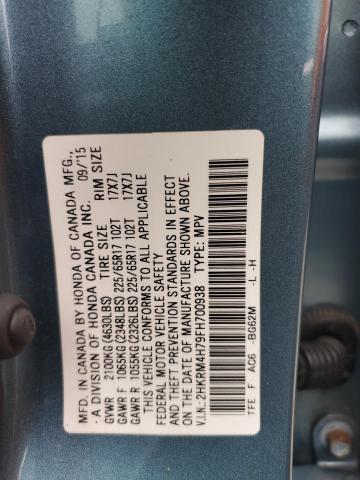 MFD. IN CANADA BY HONDA OF CANADA MFG.,
- A DIVISION OF HONDA CANADA INC. 09/'15
GVWR 2100KG(4630LBS) TIRE SIZE RIM SIZE
GAWR F 1065KG(2348LBS) 225/65R17 102T 17X7J
GAWR R 1055KG(2326LBS) 225/65R17 102T 17X7J
THIS VEHICLE CONFORMS TO ALL APPLICABLE
FEDERAL MOTOR VEHICLE SAFETY
AND THEFT PREVENTION STANDARDS IN EFFECT
ON THE DATE OF MANUFACTURE SHOWN ABOVE.
V.I.N.: 2HKRM4H79FH700938 TYPE: MPV
TFE F AC6 -BG62M -L -H